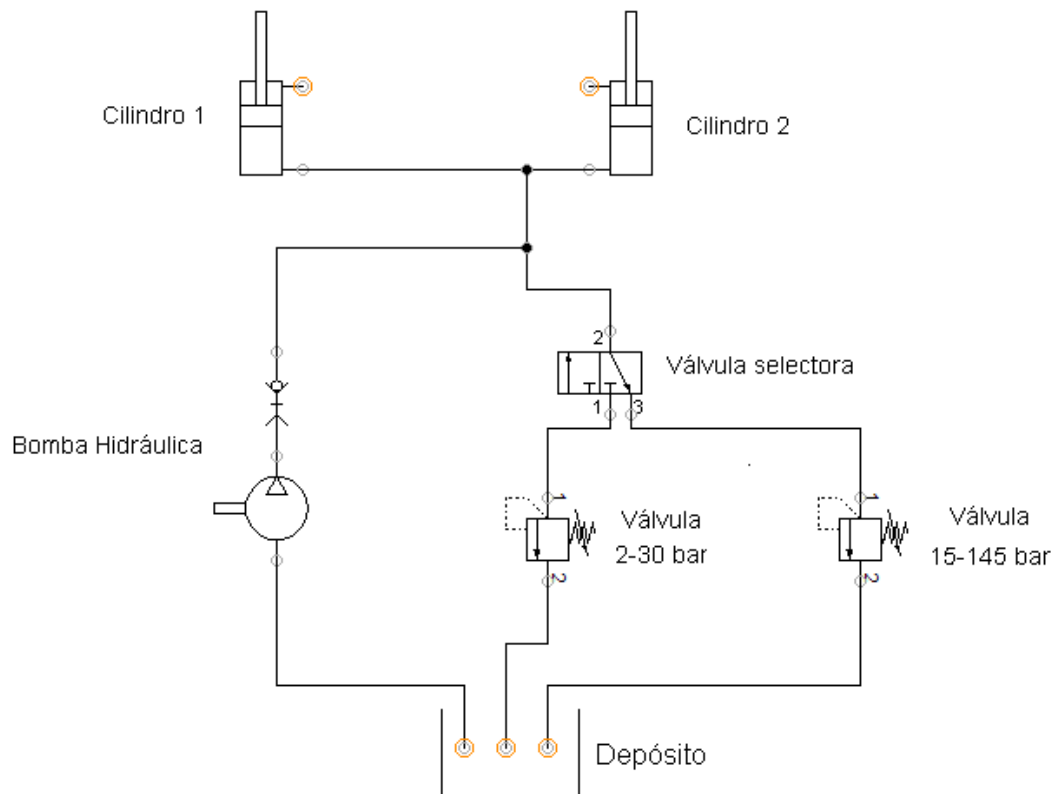 Cilindro 1
Cilindro 2
2
Válvula selectora
1 3
Bomba Hidráulica
1
1
Válvula
2-30 bar
Válvula
15-145 bar
2
2
Depósito